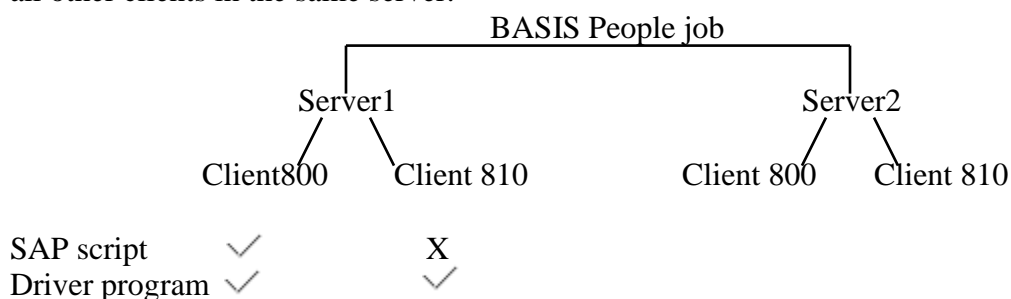 all other clients in the same server.
BASIS People job
Server1 Server2
Client800 Client 810 Client 800 Client 810
SAP script ✓ X
Driver program ✓ ✓